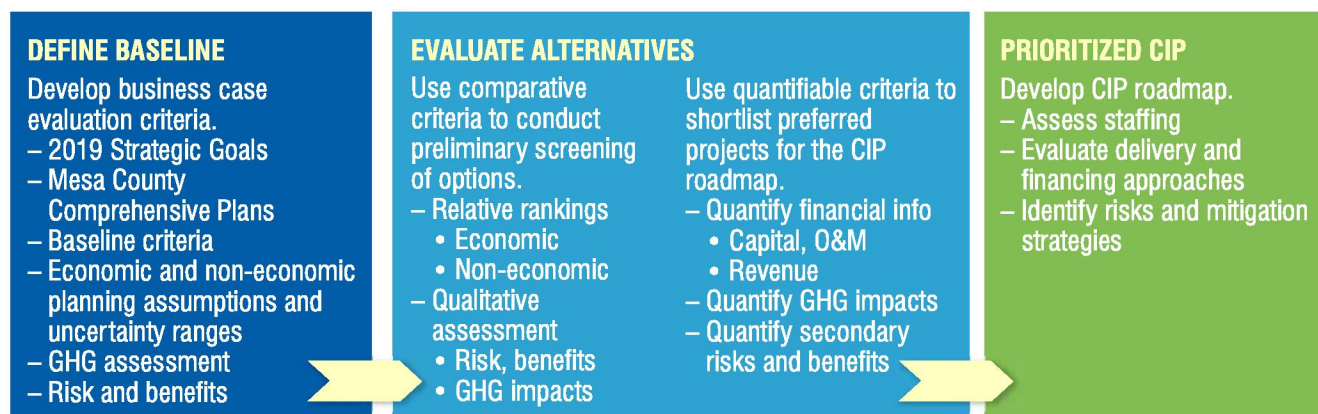 DEFINE BASELINE
Develop business case
evaluation criteria.
– 2019 Strategic Goals
– Mesa County
Comprehensive Plans
– Baseline criteria
– Economic and non-economic
planning assumptions and
uncertainty ranges
– GHG assessment
– Risk and benefits
EVALUATE ALTERNATIVES
Use comparative
criteria to conduct
preliminary screening
of options.
– Relative rankings
• Economic
• Non-economic
– Qualitative
assessment
• Risk, benefits
• GHG impacts
Use quantifiable criteria to
shortlist preferred
projects for the CIP
roadmap.
– Quantify financial info
• Capital, O&M
• Revenue
– Quantify GHG impacts
– Quantify secondary
risks and benefits
PRIORITIZED CIP
Develop CIP roadmap.
– Assess staffing
– Evaluate delivery and
financing approaches
– Identify risks and mitigation
strategies